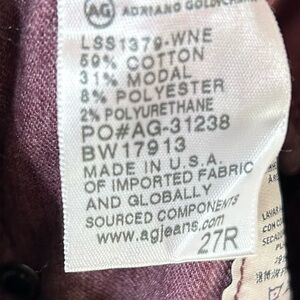 AG ADRIANO GOLDSCHMIED
LSS1379-WNE
59% COTTON
31% MODAL
8% POLYESTER
2% POLYURETHANE
PO#AG-31238
BW17913
MADE IN U.S.A.
OF IMPORTED FABRIC
AND GLOBALLY
SOURCED COMPONENTS
www.agjeans.com
27R